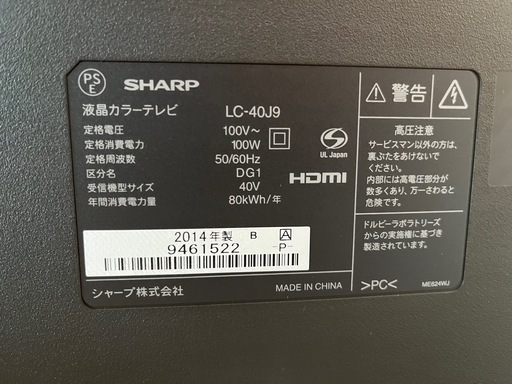 PS
E
SHARP
液晶カラーテレビ LC-40J9
定格電圧 100V～
定格消費電力 100W
定格周波数 50/60Hz
区分名 DG1
受信機型サイズ 40V
年間消費電力量 80kWh/年
S
UL Japan
HDMI
2014年製 B A
9461522 -P-
シャープ株式会社
MADE IN CHINA
警告
高圧注意
サービスマン以外の方は、
裏ぶたをあけないで
ください。
内部には高電圧部分が
数多くあり、万一さわると
危険です。
ドルビーラボラトリーズ
からの実施権に基づき
製造されています。
>PC<
ME624WJ